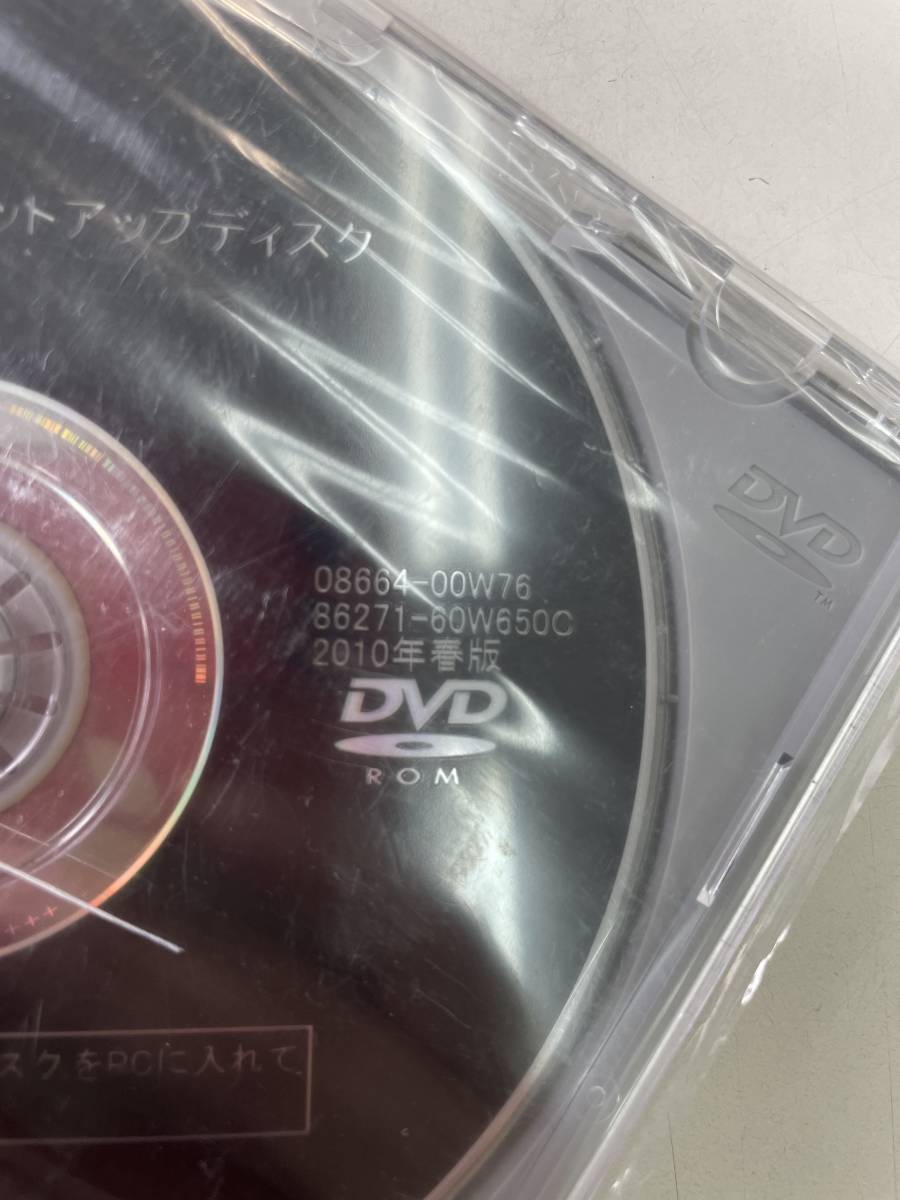 ットアップディスク
08664-00W76
86271-60W650C
2010年春版
DVD
ROM
DVD
TM
スクをPCに入れて